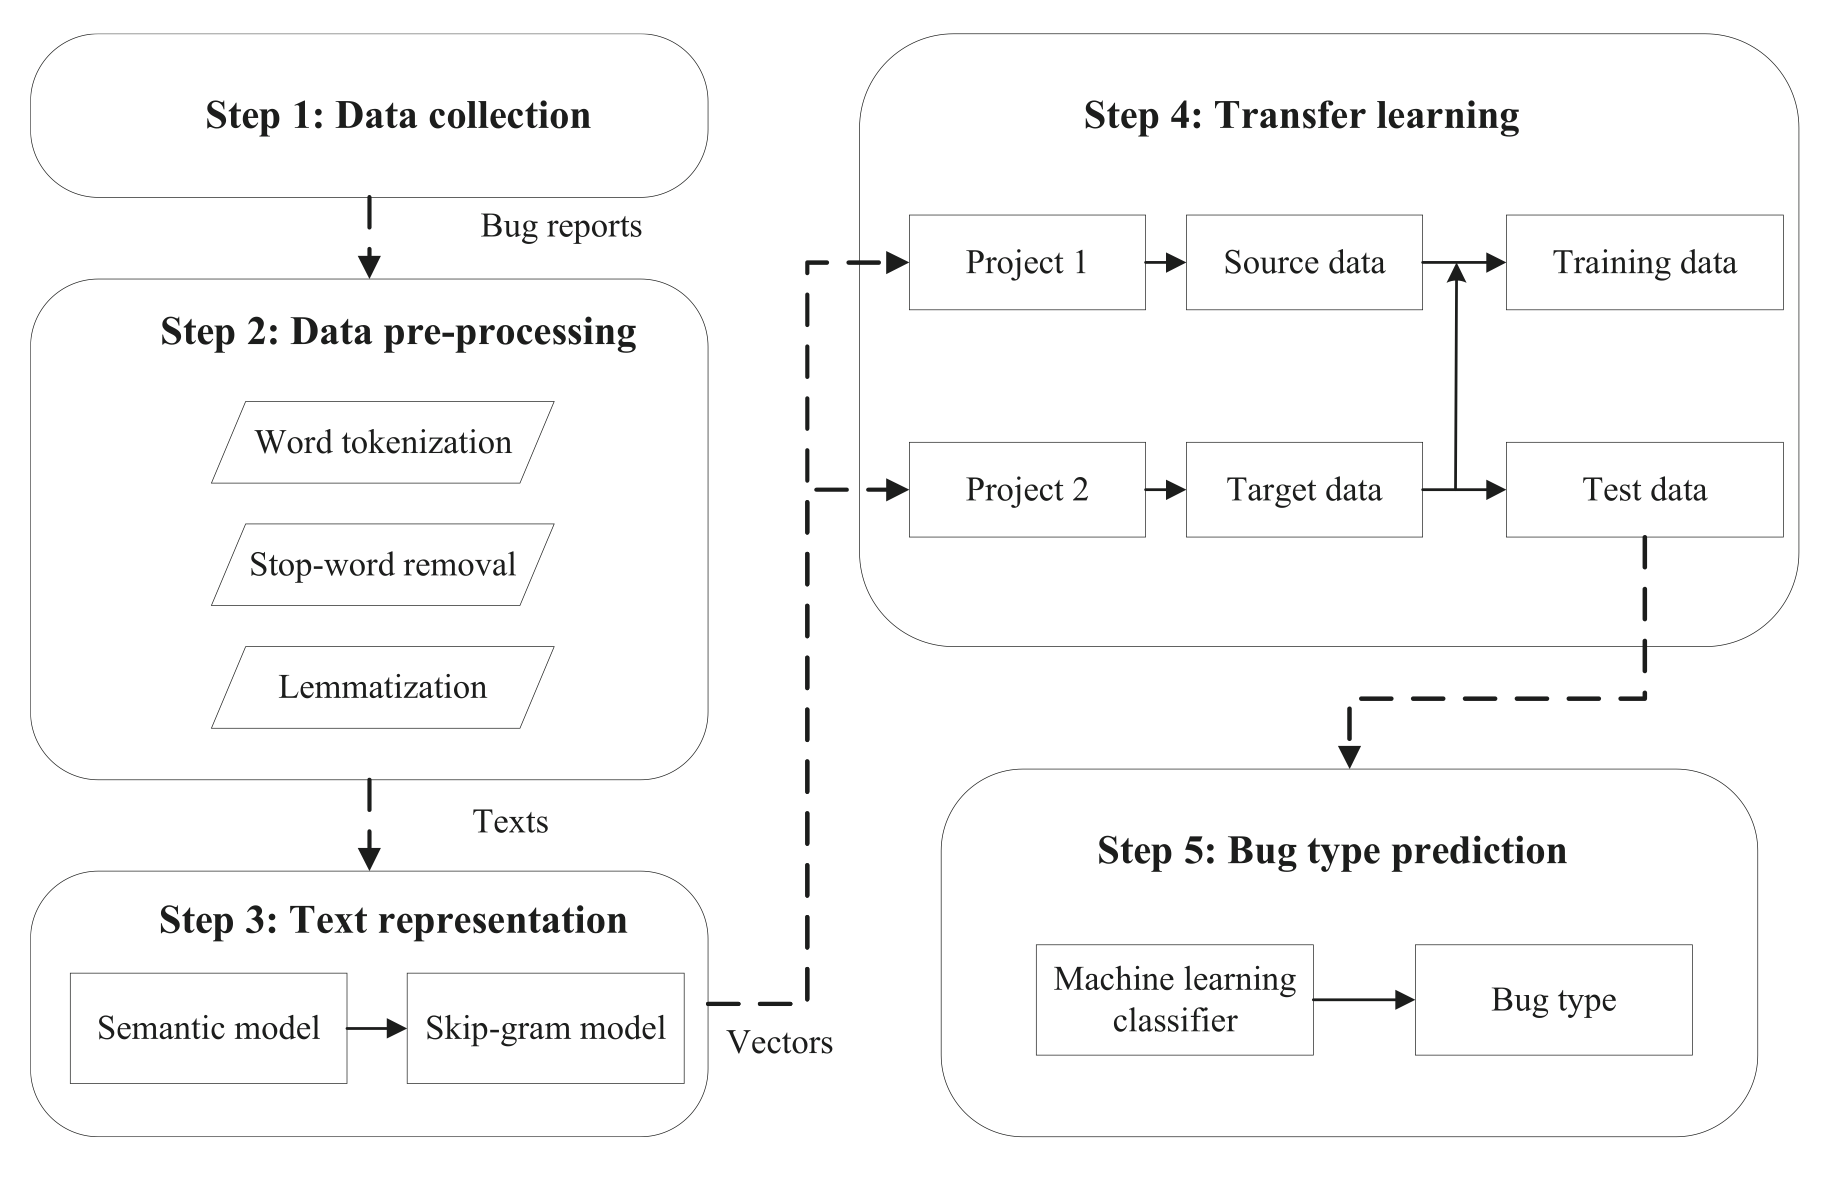 Step 1: Data collection
Bug reports
Step 2: Data pre-processing
Word tokenization
Stop-word removal
Lemmatization
Texts
Step 3: Text representation
Semantic model
Skip-gram model
Vectors
Step 4: Transfer learning
Project 1
Source data
Training data
Project 2
Target data
Test data
Step 5: Bug type prediction
Machine learning
classifier
Bug type